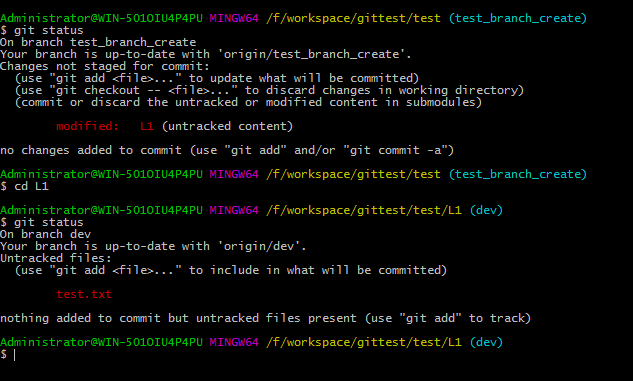 Administrator@WIN-5010IU4P4PU MINGW64 /f/workspace/gittest/test (test_branch_create)
$ git status
On branch test_branch_create
Your branch is up-to-date with 'origin/test_branch_create'.
Changes not staged for commit:
  (use "git add <file>..." to update what will be committed)
  (use "git checkout -- <file>..." to discard changes in working directory)
  (commit or discard the untracked or modified content in submodules)
        modified:   L1 (untracked content)
no changes added to commit (use "git add" and/or "git commit -a")
Administrator@WIN-5010IU4P4PU MINGW64 /f/workspace/gittest/test (test_branch_create)
$ cd L1
Administrator@WIN-5010IU4P4PU MINGW64 /f/workspace/gittest/test/L1 (dev)
$ git status
On branch dev
Your branch is up-to-date with 'origin/dev'.
Untracked files:
  (use "git add <file>..." to include in what will be committed)
        test.txt
nothing added to commit but untracked files present (use "git add" to track)
Administrator@WIN-5010IU4P4PU MINGW64 /f/workspace/gittest/test/L1 (dev)
$